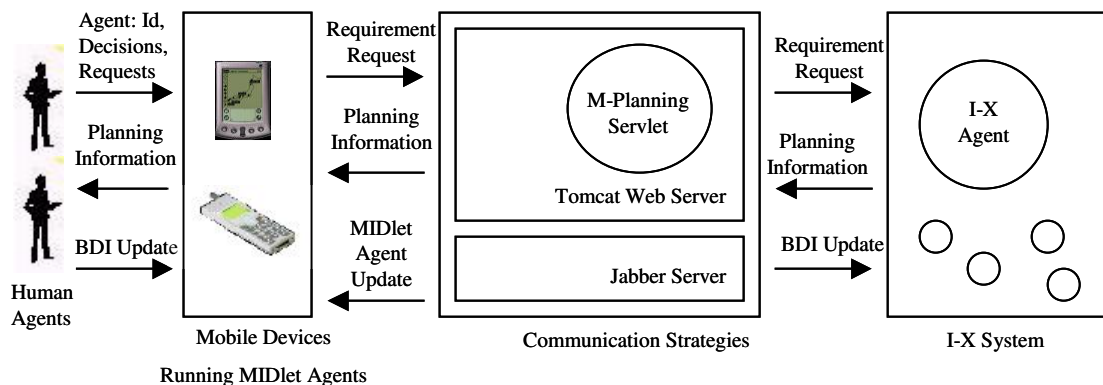 Agent: Id,
Decisions,
Requests
Planning
Information
BDI Update
Human
Agents
Mobile Devices
Running MIDlet Agents
Requirement
Request
Planning
Information
MIDlet
Agent
Update
M-Planning
Servlet
Tomcat Web Server
Jabber Server
Communication Strategies
Requirement
Request
Planning
Information
BDI Update
I-X
Agent
I-X System